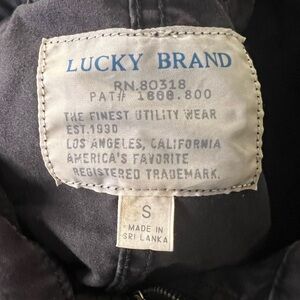 LUCKY BRAND
RN.80318
PAT# 1888.800
THE FINEST UTILITY WEAR
EST.1930
LOS ANGELES, CALIFORNIA
AMERICA'S FAVORITE
REGISTERED TRADEMARK.
S
MADE IN
SRI LANKA